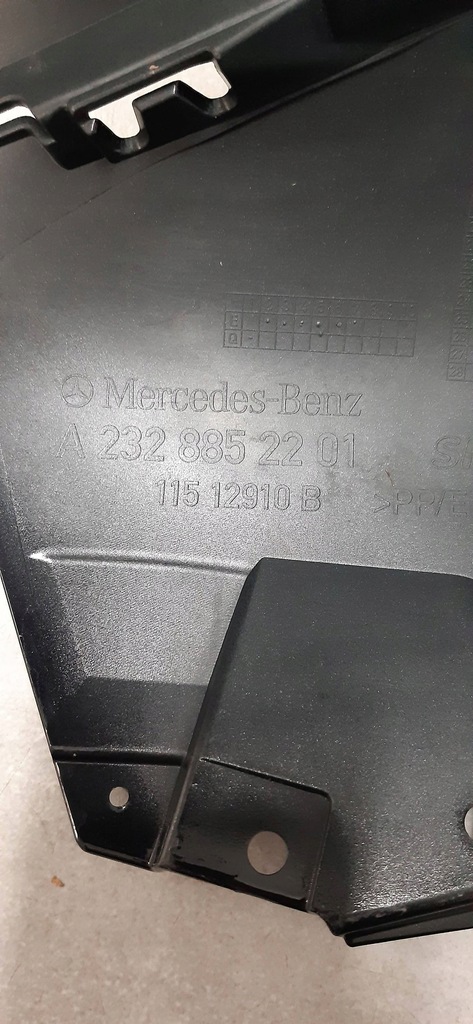 Mercedes-Benz
A 232 885 22 01
115 12910 B >PP/E